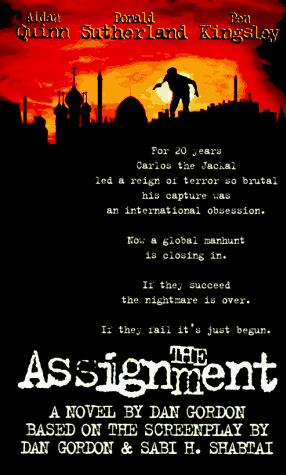 Aidan Donald Ben
Quinn Sutherland Kingsley
For 20 years
Carlos the Jackal
led a reign of terror so brutal
his capture was
an international obsession.
Now a global manhunt
is closing in.
If they succeed
the nightmare is over.
If they fail it's just begun.
THE
Assignment
A NOVEL BY DAN GORDON
BASED ON THE SCREENPLAY BY
DAN GORDON & SABI H. SHABTAI